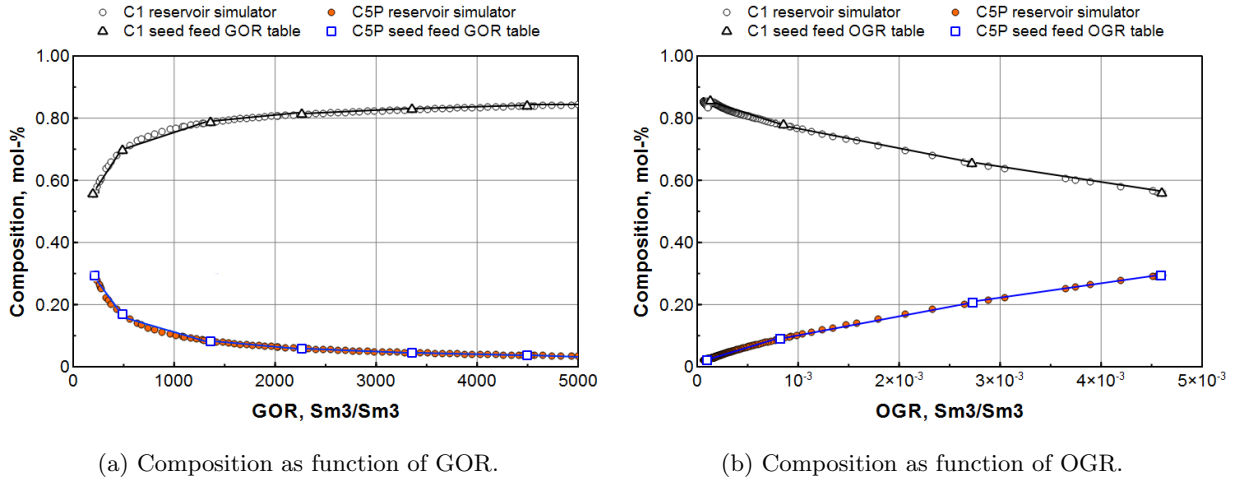 C1 reservoir simulator C5P reservoir simulator
C1 seed feed GOR table C5P seed feed GOR table
1.00
0.80
0.60
0.40
0.20
0
Composition, mol-%
0 1000 2000 3000 4000 5000
GOR, Sm3/Sm3
(a) Composition as function of GOR.
C1 reservoir simulator C5P reservoir simulator
C1 seed feed OGR table C5P seed feed OGR table
1.00
0.80
0.60
0.40
0.20
0
Composition, mol-%
0 10⁻³ 2×10⁻³ 3×10⁻³ 4×10⁻³ 5×10⁻³
OGR, Sm3/Sm3
(b) Composition as function of OGR.